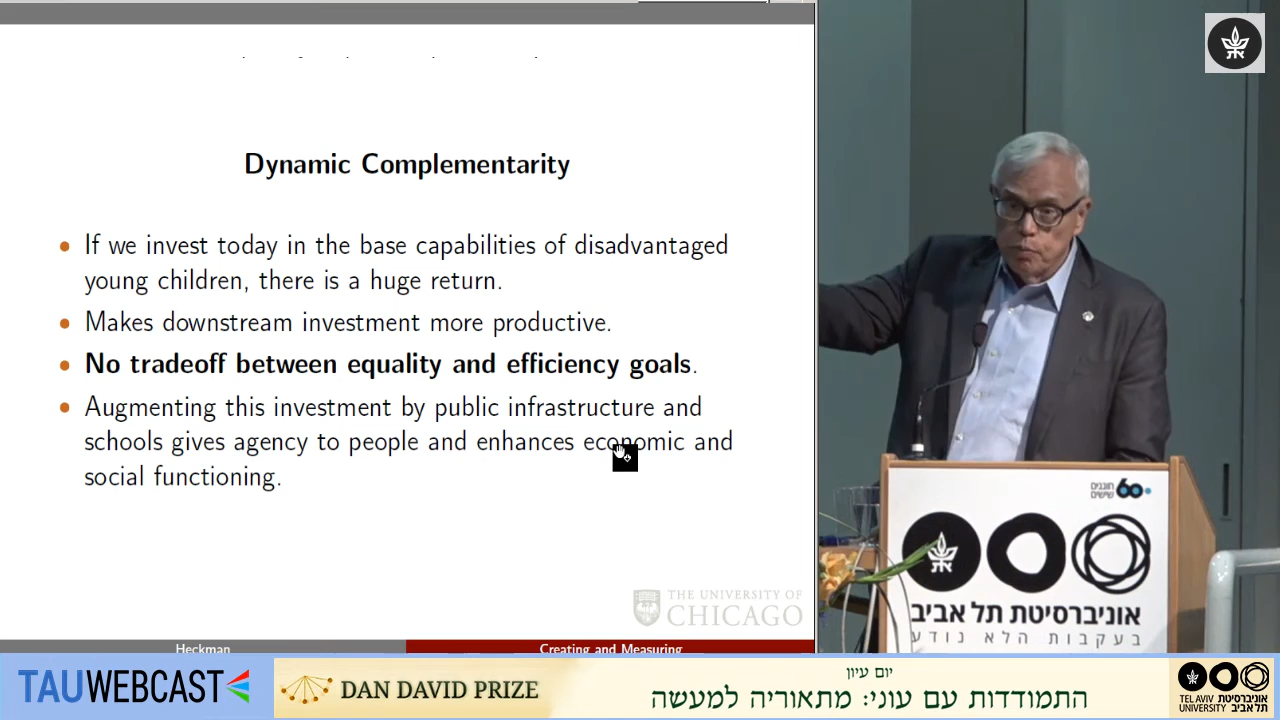 Dynamic Complementarity
• If we invest today in the base capabilities of disadvantaged
young children, there is a huge return.
• Makes downstream investment more productive.
• No tradeoff between equality and efficiency goals.
• Augmenting this investment by public infrastructure and
schools gives agency to people and enhances economic and
social functioning.
THE UNIVERSITY OF
CHICAGO
Heckman
Creating and Measuring
חוגגים
שישים
60
אוניברסיטת תל אביב
בעקבות הלא נודע
TAUWEBCAST
DAN DAVID PRIZE
יום עיון
התמודדות עם עוני: מתאוריה למעשה
TEL AVIV אוניברסיטת
UNIVERSITY תל אביב